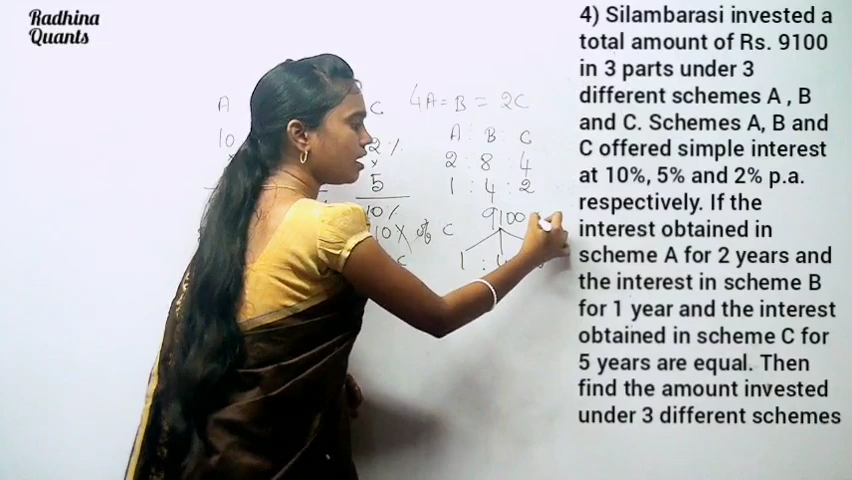 Radhina
Quants
4) Silambarasi invested a
total amount of Rs. 9100
in 3 parts under 3
different schemes A , B
and C. Schemes A, B and
C offered simple interest
at 10%, 5% and 2% p.a.
respectively. If the
interest obtained in
scheme A for 2 years and
the interest in scheme B
for 1 year and the interest
obtained in scheme C for
5 years are equal. Then
find the amount invested
under 3 different schemes
A C
10 2%
×
5
10%
10% of C
4A = B = 2C
A : B : C
2 : 8 : 4
1 : 4 : 2
9100
1 :